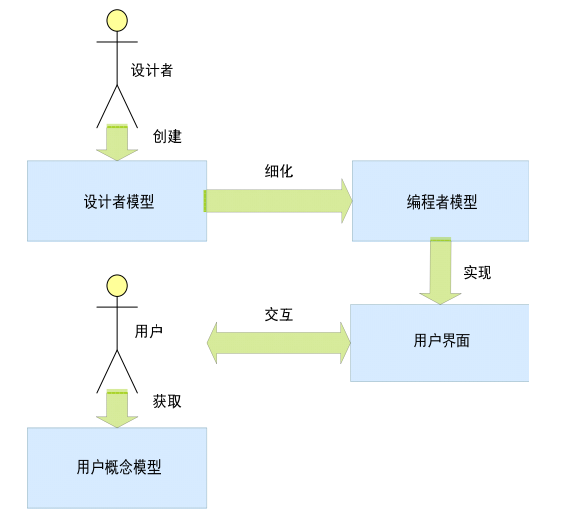 设计者
创建
细化
设计者模型
编程者模型
实现
交互
用户
用户界面
获取
用户概念模型